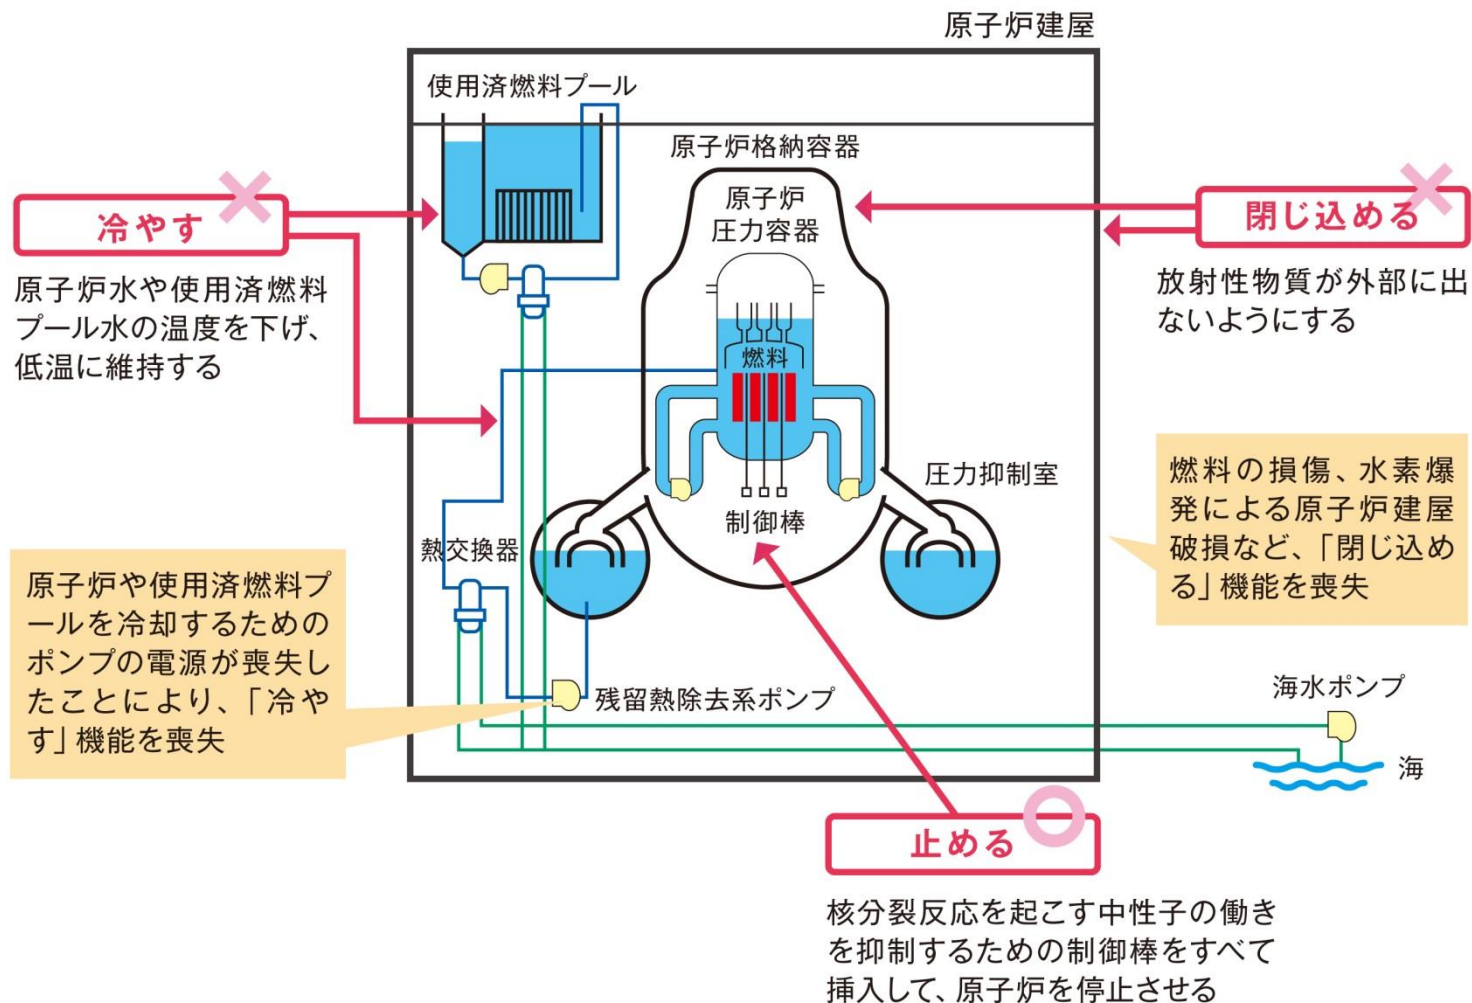 原子炉建屋
使用済燃料プール
原子炉格納容器
原子炉
圧力容器
冷やす
原子炉水や使用済燃料
プール水の温度を下げ、
低温に維持する
閉じ込める
放射性物質が外部に出
ないようにする
燃料
圧力抑制室
制御棒
熱交換器
燃料の損傷、水素爆
発による原子炉建屋
破損など、「閉じ込め
る」機能を喪失
原子炉や使用済燃料プ
ールを冷却するための
ポンプの電源が喪失し
たことにより、「冷や
す」機能を喪失
残留熱除去系ポンプ
海水ポンプ
海
止める
核分裂反応を起こす中性子の働き
を抑制するための制御棒をすべて
挿入して、原子炉を停止させる